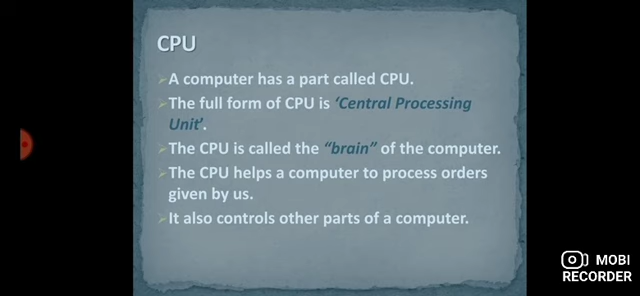 CPU
A computer has a part called CPU.
The full form of CPU is ‘Central Processing
Unit’.
The CPU is called the “brain” of the computer.
The CPU helps a computer to process orders
given by us.
It also controls other parts of a computer.
MOBI
RECORDER